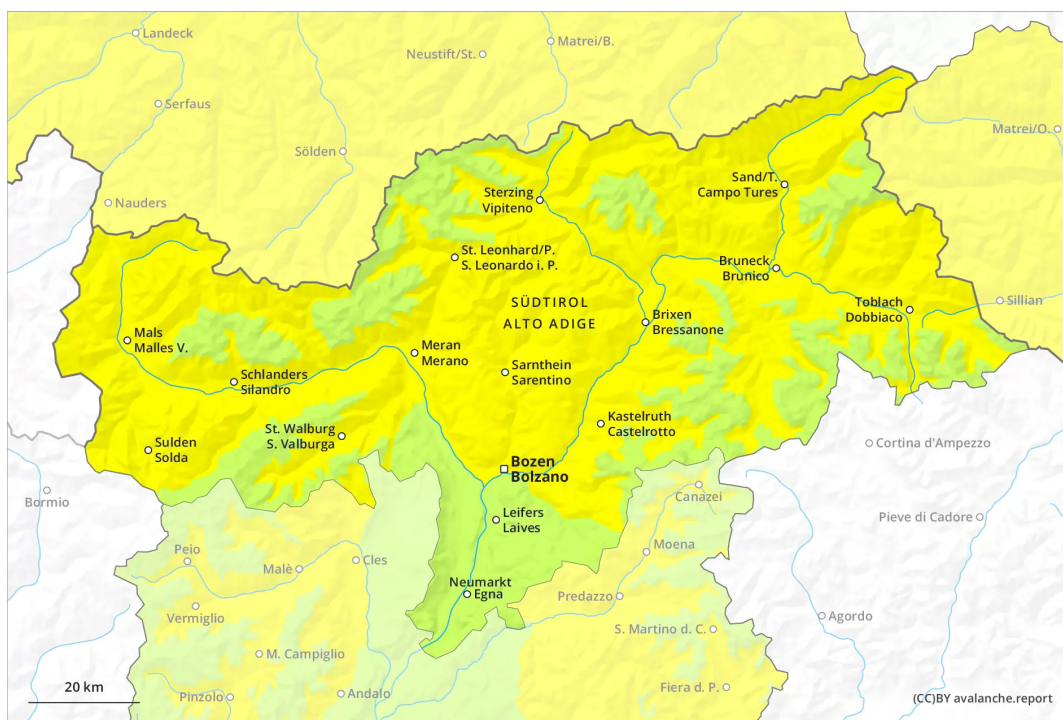 Landeck
Neustift/St.
Matrei/B.
Serfaus
Matrei/O.
Sölden
Sand/T.
Campo Tures
Sterzing
Vipiteno
Nauders
St. Leonhard/P.
S. Leonardo i. P.
Bruneck
Brunico
SÜDTIROL
ALTO ADIGE
Toblach
Dobbiaco
Sillian
Brixen
Bressanone
Mals
Malles V.
Meran
Merano
Sarnthein
Sarentino
Schlanders
Silandro
Kastelruth
Castelrotto
St. Walburg
S. Valburga
Sulden
Solda
Cortina d'Ampezzo
Bozen
Bolzano
Bormio
Canazei
Leifers
Laives
Pieve di Cadore
Peio
Moena
Cles
Malè
Neumarkt
Egna
Predazzo
Vermiglio
Agordo
S. Martino d. C.
M. Campiglio
20 km
Pinzolo
Andalo
Fiera d. P.
(CC)BY avalanche.report